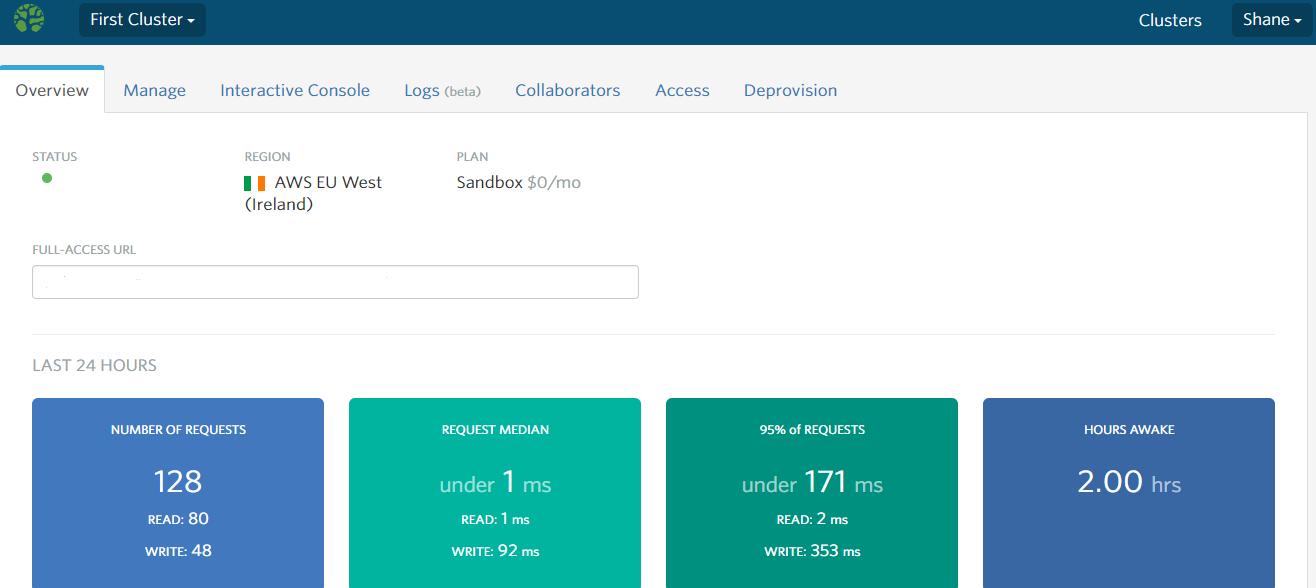 First Cluster
Clusters
Shane
Overview
Manage
Interactive Console
Logs (beta)
Collaborators
Access
Deprovision
STATUS
REGION
AWS EU West
(Ireland)
PLAN
Sandbox $0/mo
FULL-ACCESS URL
LAST 24 HOURS
NUMBER OF REQUESTS
128
READ: 80
WRITE: 48
REQUEST MEDIAN
under 1 ms
READ: 1 ms
WRITE: 92 ms
95% of REQUESTS
under 171 ms
READ: 2 ms
WRITE: 353 ms
HOURS AWAKE
2.00 hrs